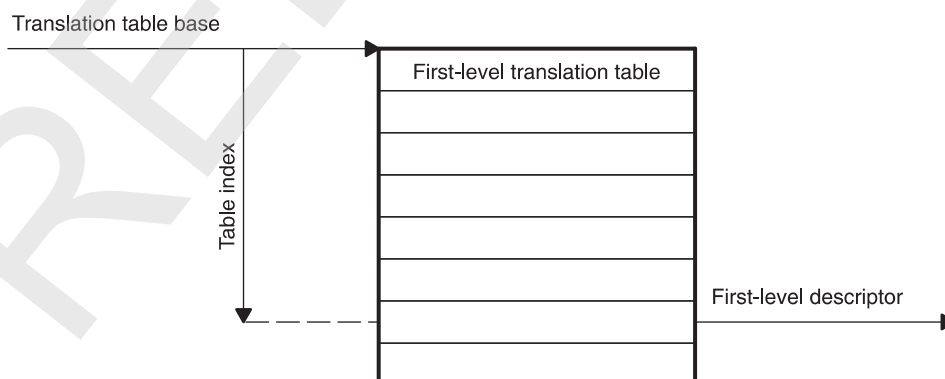 Translation table base
First-level translation table
Table index
First-level descriptor